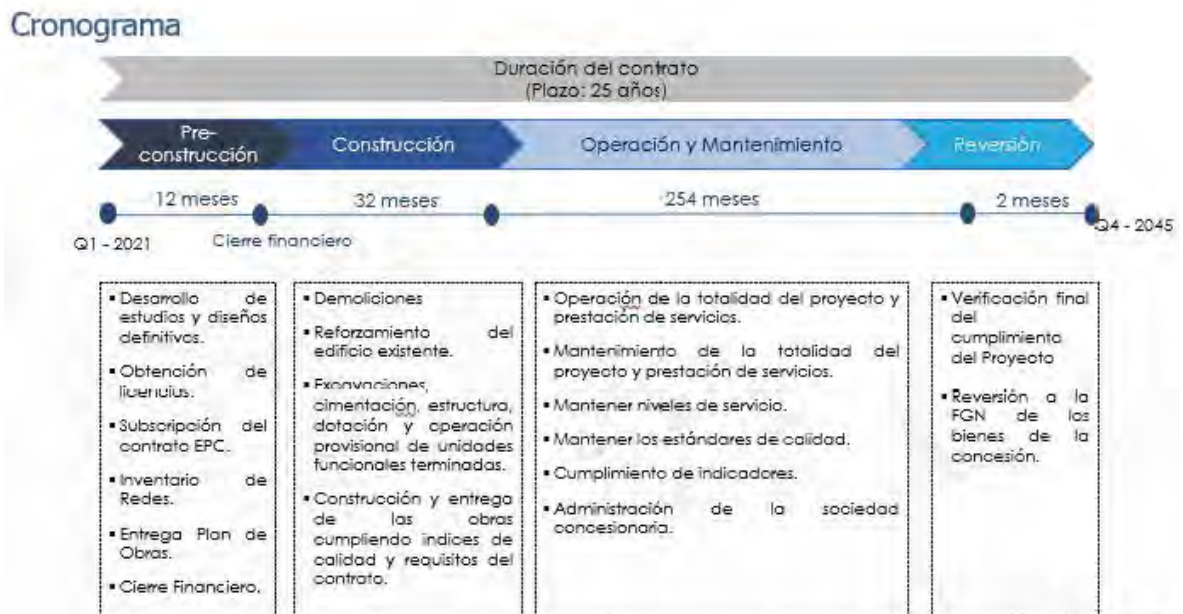 Cronograma
Duración del contrato
(Plazo: 25 años)
Pre-
construcción
Construcción
Operación y Mantenimiento
Reversión
12 meses
32 meses
254 meses
2 meses
Q1 - 2021
Cierre financiero
Q4 - 2045
▪ Desarrollo de
estudios y diseños
definitivos.
▪ Obtención de
licencias.
▪ Subscripción del
contrato EPC.
▪ Inventario de
Redes.
▪ Entrega Plan de
Obras.
▪ Cierre Financiero.
▪ Demoliciones
▪ Reforzamiento del
edificio existente.
▪ Excavaciones,
cimentación, estructura,
dotación y operación
provisional de unidades
funcionales terminadas.
▪ Construcción y entrega
de las obras
cumpliendo indices de
calidad y requisitos del
contrato.
▪ Operación de la totalidad del proyecto y
prestación de servicios.
▪ Mantenimiento de la totalidad del
proyecto y prestación de servicios.
▪ Mantener niveles de servicio.
▪ Mantener los estándares de calidad.
▪ Cumplimiento de indicadores.
▪ Administración de la sociedad
concesionaria.
▪ Verificación final
del
cumplimiento
del Proyecto
▪ Reversión a la
FGN de los
bienes de la
concesión.